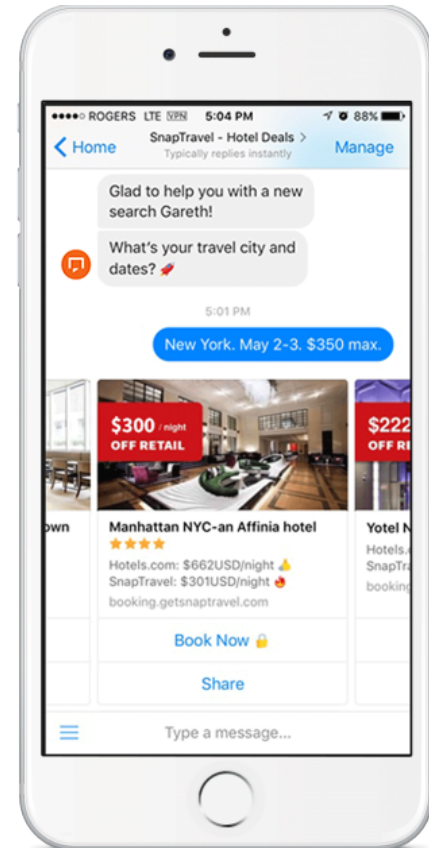 ROGERS LTE VPN 5:04 PM 88%
Home
SnapTravel - Hotel Deals >
Typically replies instantly
Manage
Glad to help you with a new
search Gareth!
What's your travel city and
dates? 🚀
5:01 PM
New York. May 2-3. $350 max.
$300 / night
OFF RETAIL
Manhattan NYC-an Affinia hotel
Hotels.com: $662USD/night 👍
SnapTravel: $301USD/night 🔥
booking.getsnaptravel.com
Book Now 🔒
Share
$222
OFF RE
Yotel N
Hotels.
SnapTra
booking
own
Type a message...